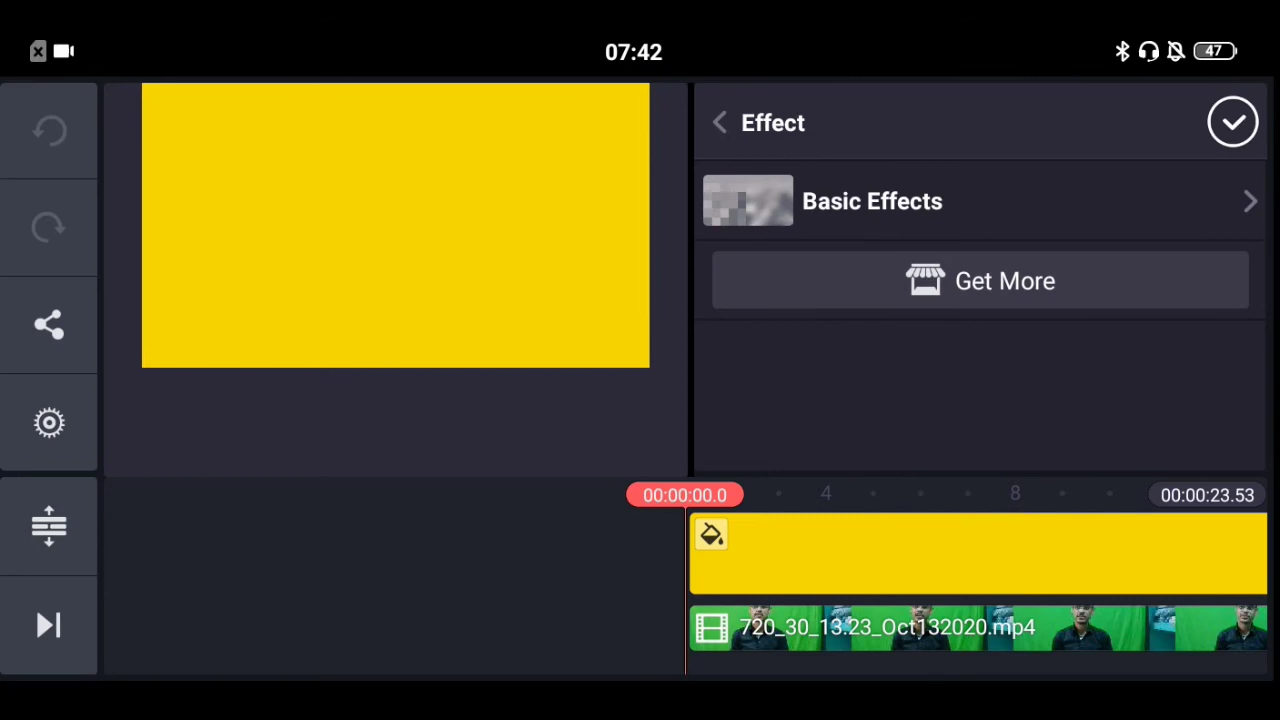 07:42
47
Effect
Basic Effects
Get More
00:00:00.0
4
8
00:00:23.53
720_30_13.23_Oct132020.mp4